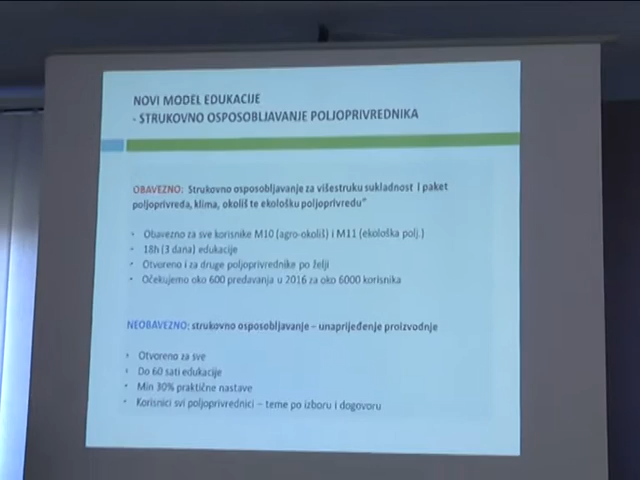 NOVI MODEL EDUKACIJE
- STRUKOVNO OSPOSOBLJAVANJE POLJOPRIVREDNIKA
OBAVEZNO: Strukovno osposobljavanje za višestruku sukladnost i paket
poljoprivreda, klima, okoliš te ekološku poljoprivredu"
• Obavezno za sve korisnike M10 (agro-okoliš) i M11 (ekološka polj.)
• 18h (3 dana) edukacije
• Otvoreno i za druge poljoprivrednike po želji
• Očekujemo oko 600 predavanja u 2016 za oko 6000 korisnika
NEOBAVEZNO: strukovno osposobljavanje – unaprijeđenje proizvodnje
• Otvoreno za sve
• Do 60 sati edukacije
• Min 30% praktične nastave
• Korisnici svi poljoprivrednici – teme po izboru i dogovoru